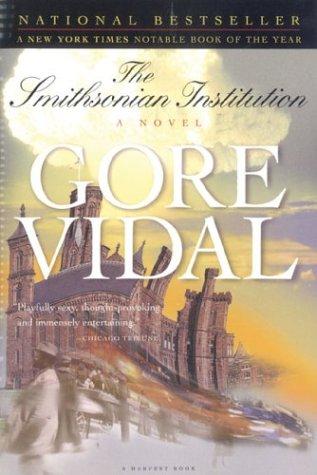 NATIONAL BESTSELLER
A NEW YORK TIMES NOTABLE BOOK OF THE YEAR
The
Smithsonian Institution
A NOVEL
GORE
VIDAL
"Playfully sexy, thought-provoking
and immensely entertaining."
—CHICAGO TRIBUNE
A HARVEST BOOK